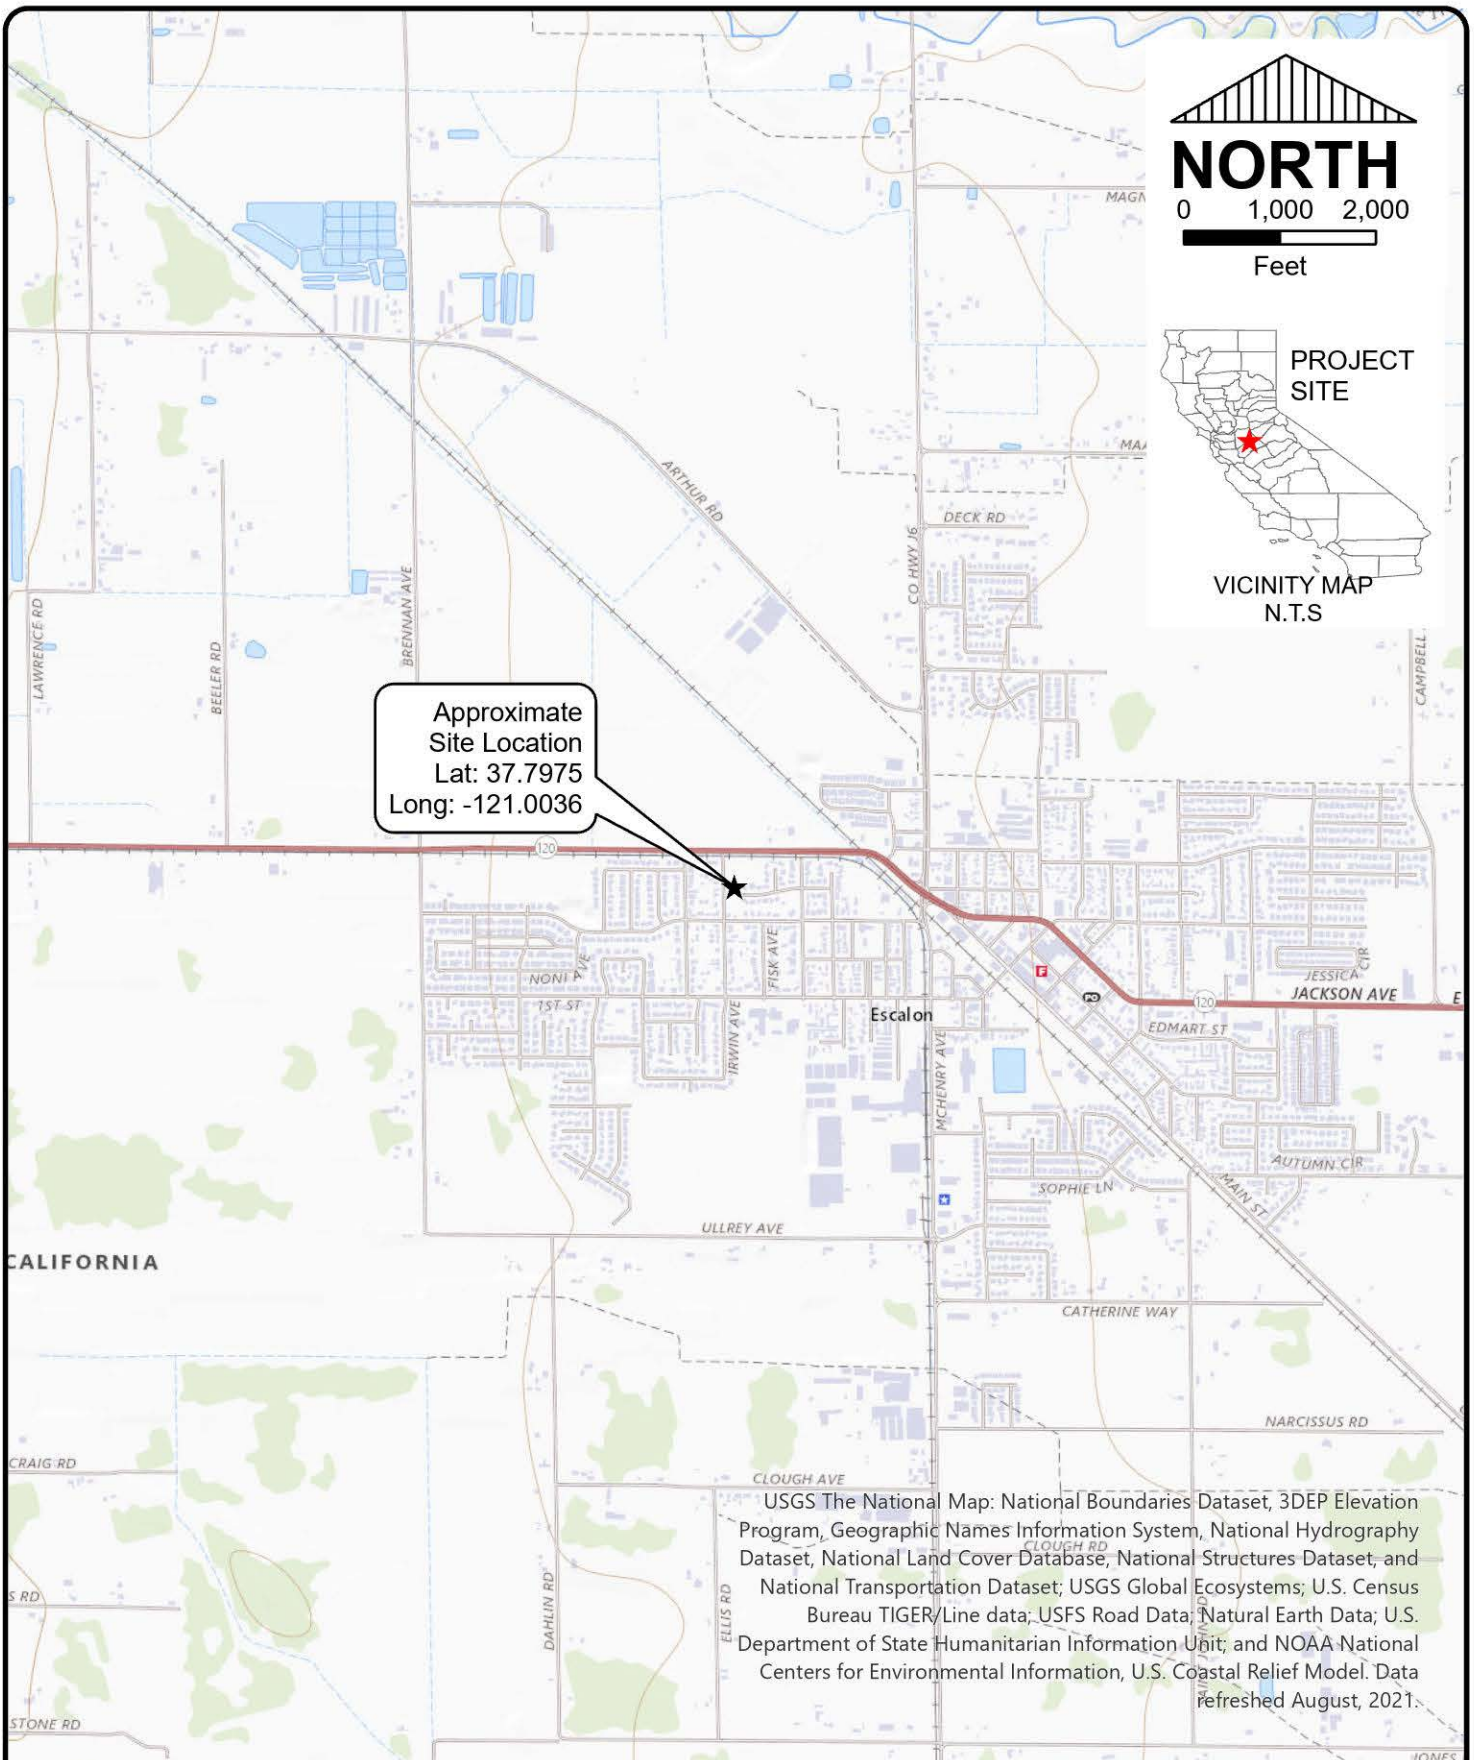 MAGN
NORTH
0 1,000 2,000
Feet
PROJECT
SITE
VICINITY MAP
N.T.S
MAA
ARTHUR RD
DECK RD
CO HWY J6
BRENNAN AVE
LAWRENCE RD
BEELER RD
CAMPBELL
Approximate
Site Location
Lat: 37.7975
Long: -121.0036
120
FISK AVE
NONI AVE
1ST ST
IRWIN AVE
Escalon
F
PO
JESSICA CIR
JACKSON AVE
E
120
EDMART ST
MCHENRY AVE
AUTUMN CIR
SOPHIE LN
MAIN ST
ULLREY AVE
CALIFORNIA
CATHERINE WAY
NARCISSUS RD
CRAIG RD
CLOUGH AVE
USGS The National Map: National Boundaries Dataset, 3DEP Elevation
Program, Geographic Names Information System, National Hydrography
CLOUGH RD
Dataset, National Land Cover Database, National Structures Dataset, and
National Transportation Dataset; USGS Global Ecosystems; U.S. Census
Bureau TIGER/Line data; USFS Road Data; Natural Earth Data; U.S.
Department of State Humanitarian Information Unit; and NOAA National
Centers for Environmental Information, U.S. Coastal Relief Model. Data
refreshed August, 2021.
S RD
DAHLIN RD
ELLIS RD
STONE RD
JONES